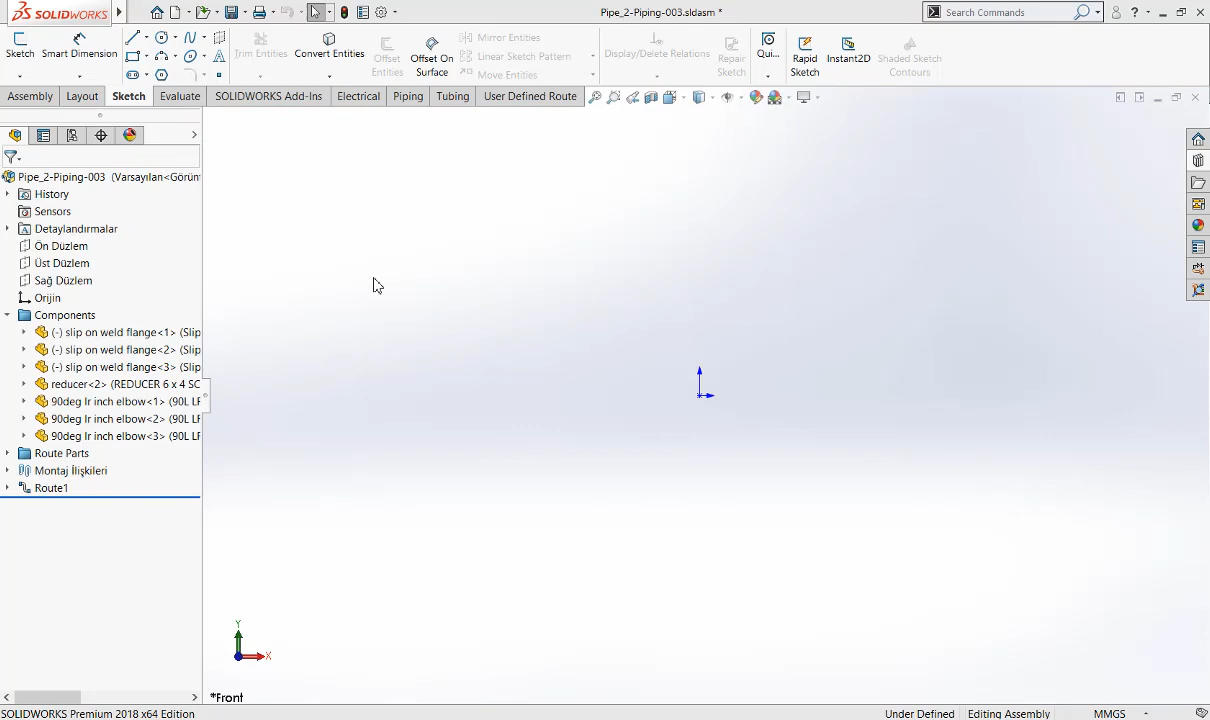 SOLIDWORKS
Pipe_2-Piping-003.sldasm *
Search Commands
?
Sketch
Smart Dimension
Trim Entities
Convert Entities
Offset Entities
Offset On Surface
Mirror Entities
Linear Sketch Pattern
Move Entities
Display/Delete Relations
Repair Sketch
Qui...
Rapid Sketch
Instant2D
Shaded Sketch Contours
Assembly
Layout
Sketch
Evaluate
SOLIDWORKS Add-Ins
Electrical
Piping
Tubing
User Defined Route
Pipe_2-Piping-003 (Varsayılan<Görünt
History
Sensors
Detaylandırmalar
Ön Düzlem
Üst Düzlem
Sağ Düzlem
Orijin
Components
(-) slip on weld flange<1> (Slip
(-) slip on weld flange<2> (Slip
(-) slip on weld flange<3> (Slip
reducer<2> (REDUCER 6 x 4 SC
90deg lr inch elbow<1> (90L LF
90deg lr inch elbow<2> (90L LF
90deg lr inch elbow<3> (90L LF
Route Parts
Montaj İlişkileri
Route1
Y
X
*Front
SOLIDWORKS Premium 2018 x64 Edition
Under Defined
Editing Assembly
MMGS